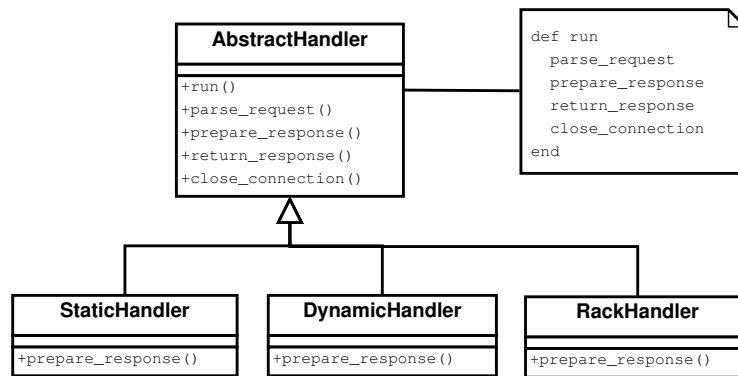 AbstractHandler
+run()
+parse_request()
+prepare_response()
+return_response()
+close_connection()
def run
  parse_request
  prepare_response
  return_response
  close_connection
end
StaticHandler
+prepare_response()
DynamicHandler
+prepare_response()
RackHandler
+prepare_response()